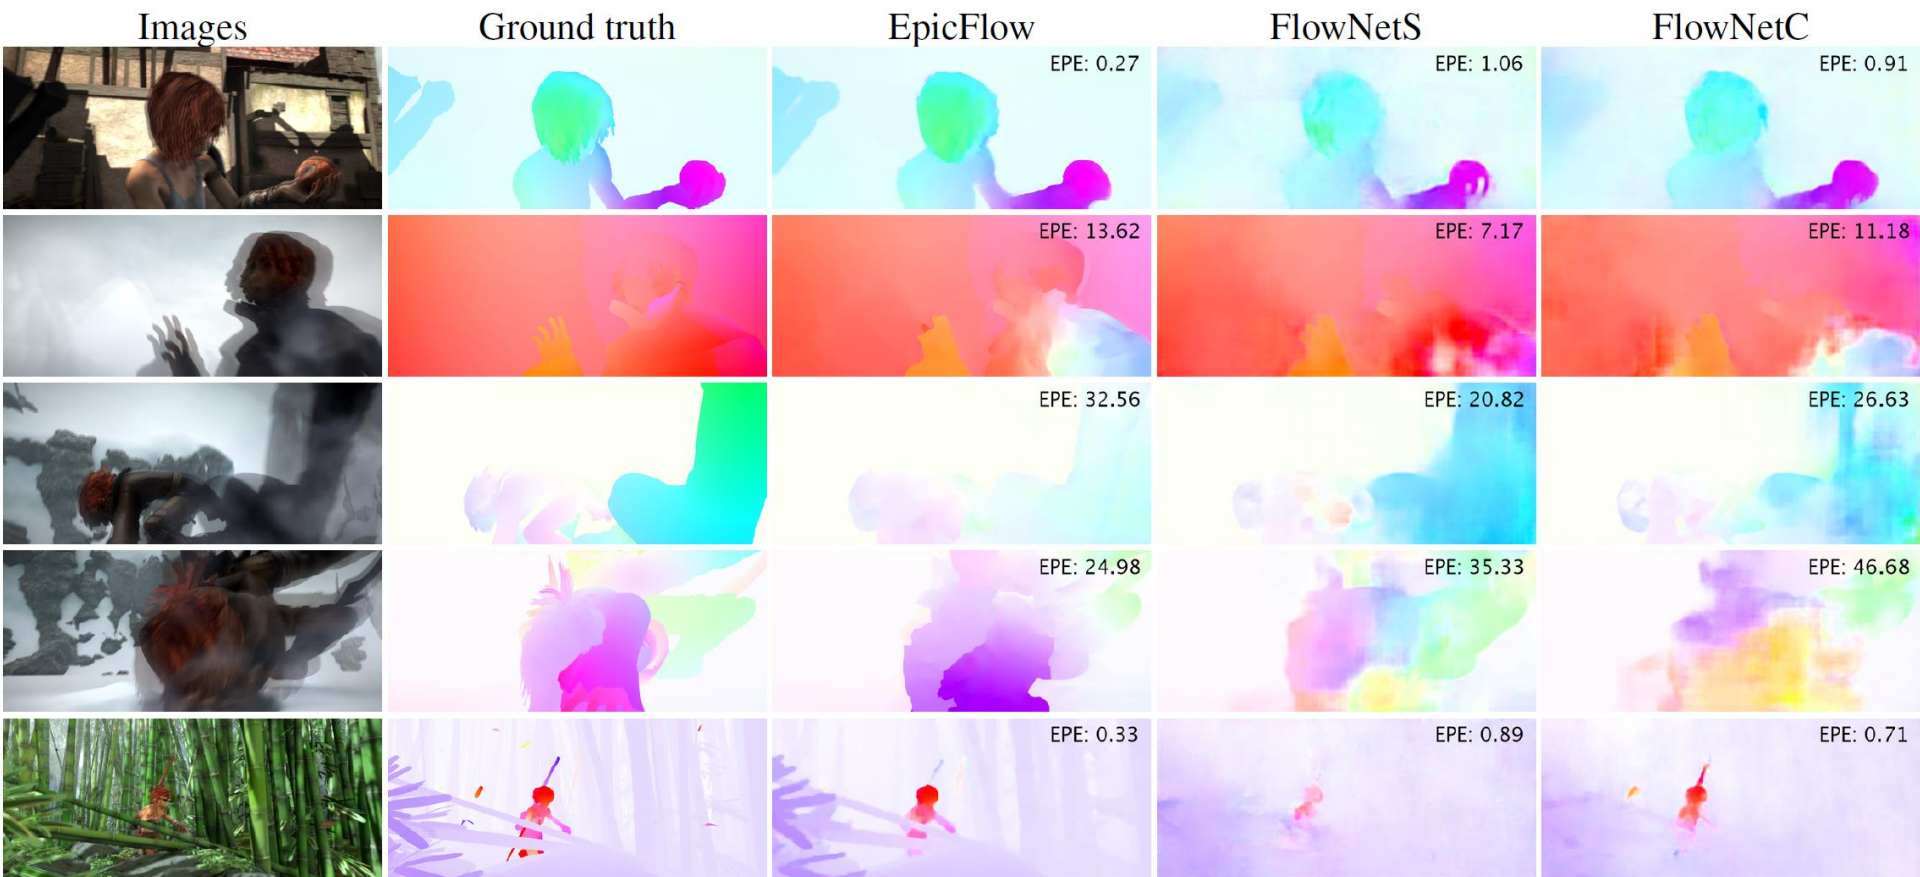 Images Ground truth EpicFlow FlowNetS FlowNetC
EPE: 0.27 EPE: 1.06 EPE: 0.91
EPE: 13.62 EPE: 7.17 EPE: 11.18
EPE: 32.56 EPE: 20.82 EPE: 26.63
EPE: 24.98 EPE: 35.33 EPE: 46.68
EPE: 0.33 EPE: 0.89 EPE: 0.71